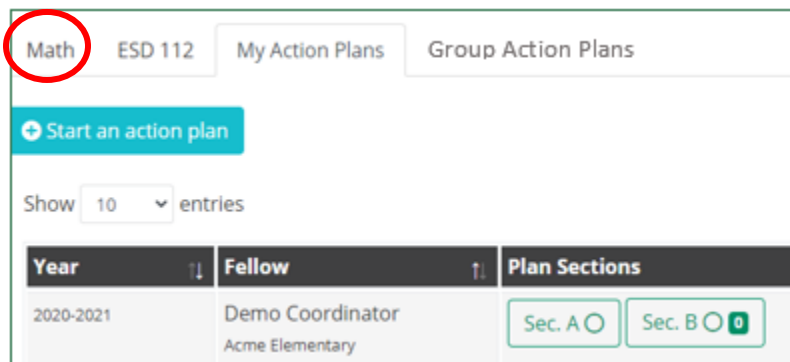 Math ESD 112 My Action Plans Group Action Plans
Start an action plan
Show 10 entries
Year Fellow Plan Sections
2020-2021 Demo Coordinator Sec. A Sec. B 0
Acme Elementary